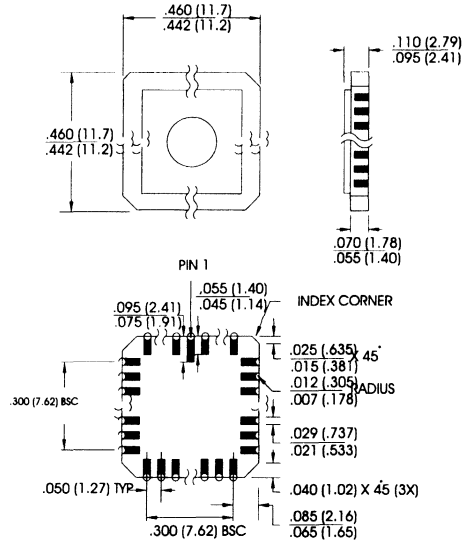 .460 (11.7)
.442 (11.2)
.110 (2.79)
.095 (2.41)
.460 (11.7)
.442 (11.2)
.070 (1.78)
.055 (1.40)
PIN 1
.055 (1.40)
.045 (1.14)
.095 (2.41)
.075 (1.91)
INDEX CORNER
.025 (.635)
.015 (.381)
X 45°
.012 (.305)
.007 (.178)
RADIUS
.300 (7.62) BSC
.029 (.737)
.021 (.533)
.050 (1.27) TYP
.040 (1.02) X 45 (3X)
.085 (2.16)
.065 (1.65)
.300 (7.62) BSC